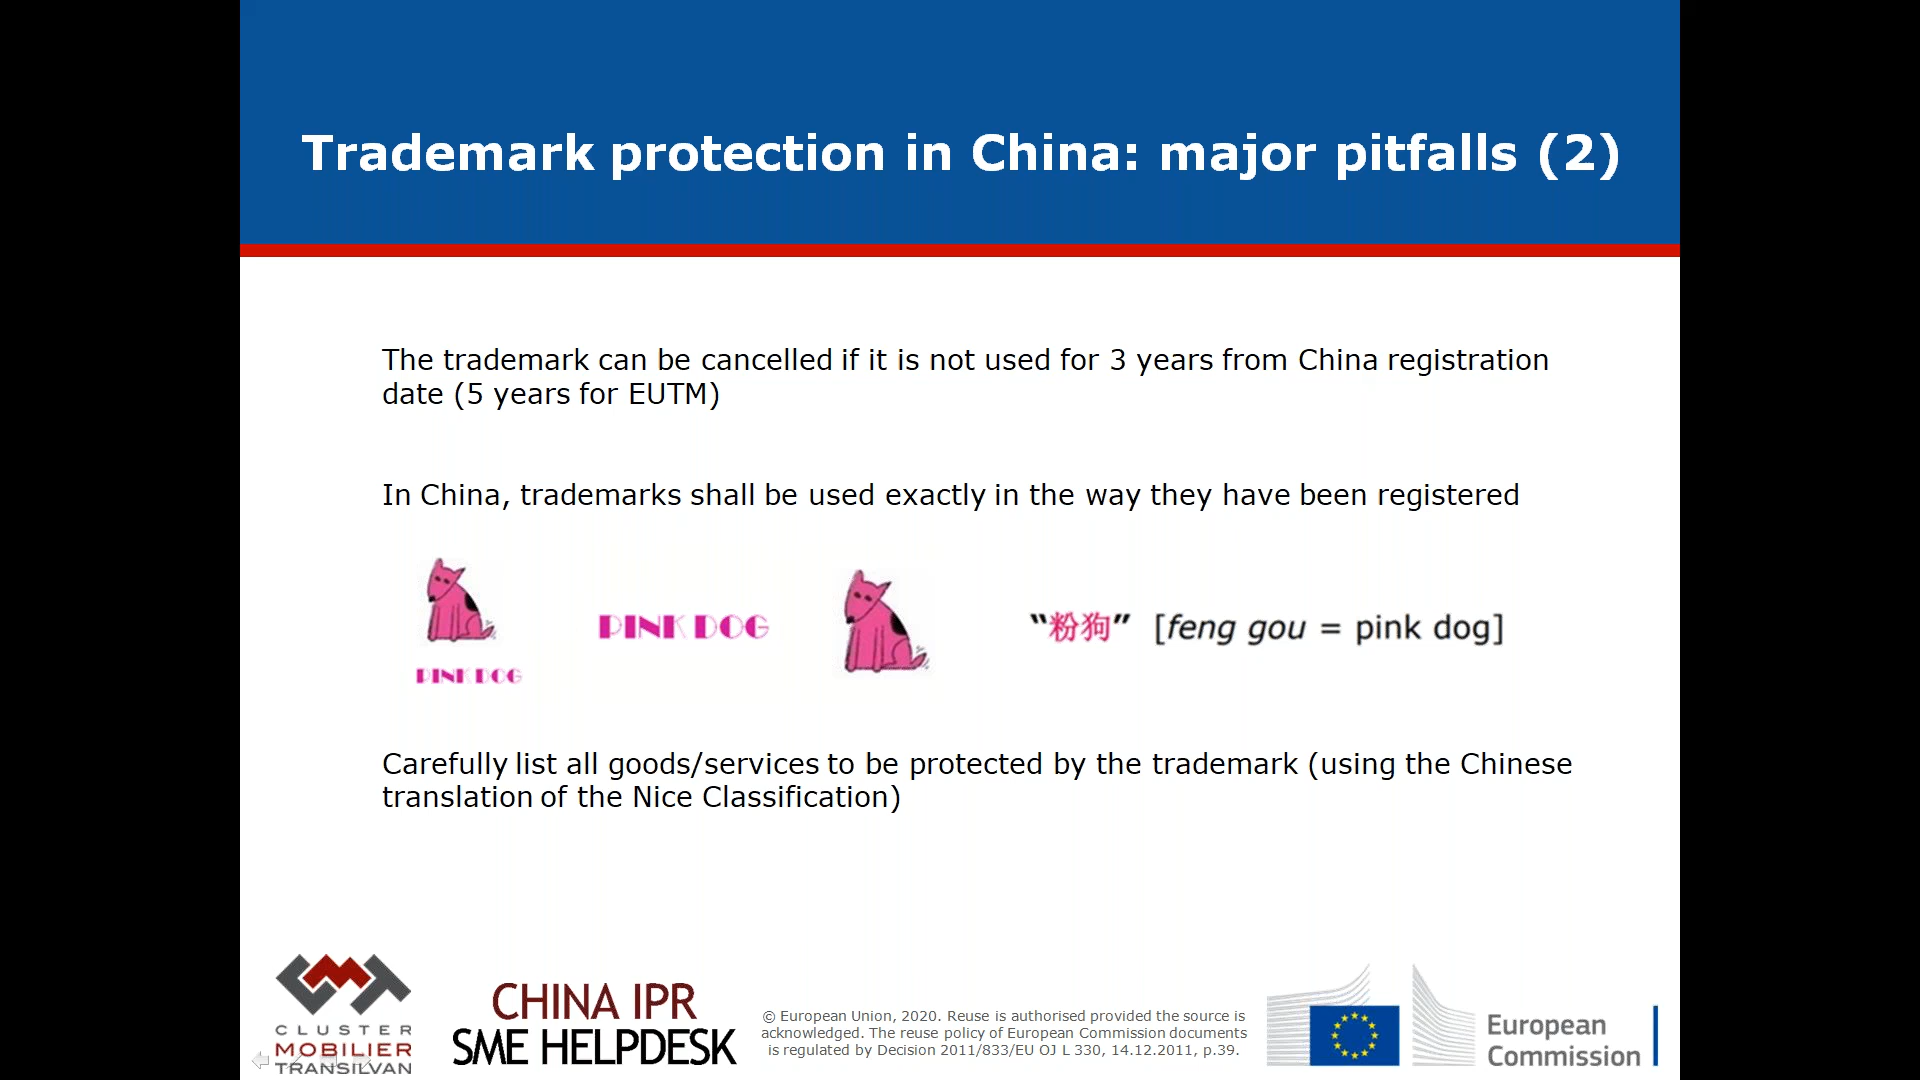 Trademark protection in China: major pitfalls (2)
The trademark can be cancelled if it is not used for 3 years from China registration
date (5 years for EUTM)
In China, trademarks shall be used exactly in the way they have been registered
PINK DOG
PINK DOG
“粉狗” [feng gou = pink dog]
Carefully list all goods/services to be protected by the trademark (using the Chinese
translation of the Nice Classification)
CLUSTER
MOBILIER
TRANSILVAN
CHINA IPR
SME HELPDESK
© European Union, 2020. Reuse is authorised provided the source is
acknowledged. The reuse policy of European Commission documents
is regulated by Decision 2011/833/EU OJ L 330, 14.12.2011, p.39.
European
Commission